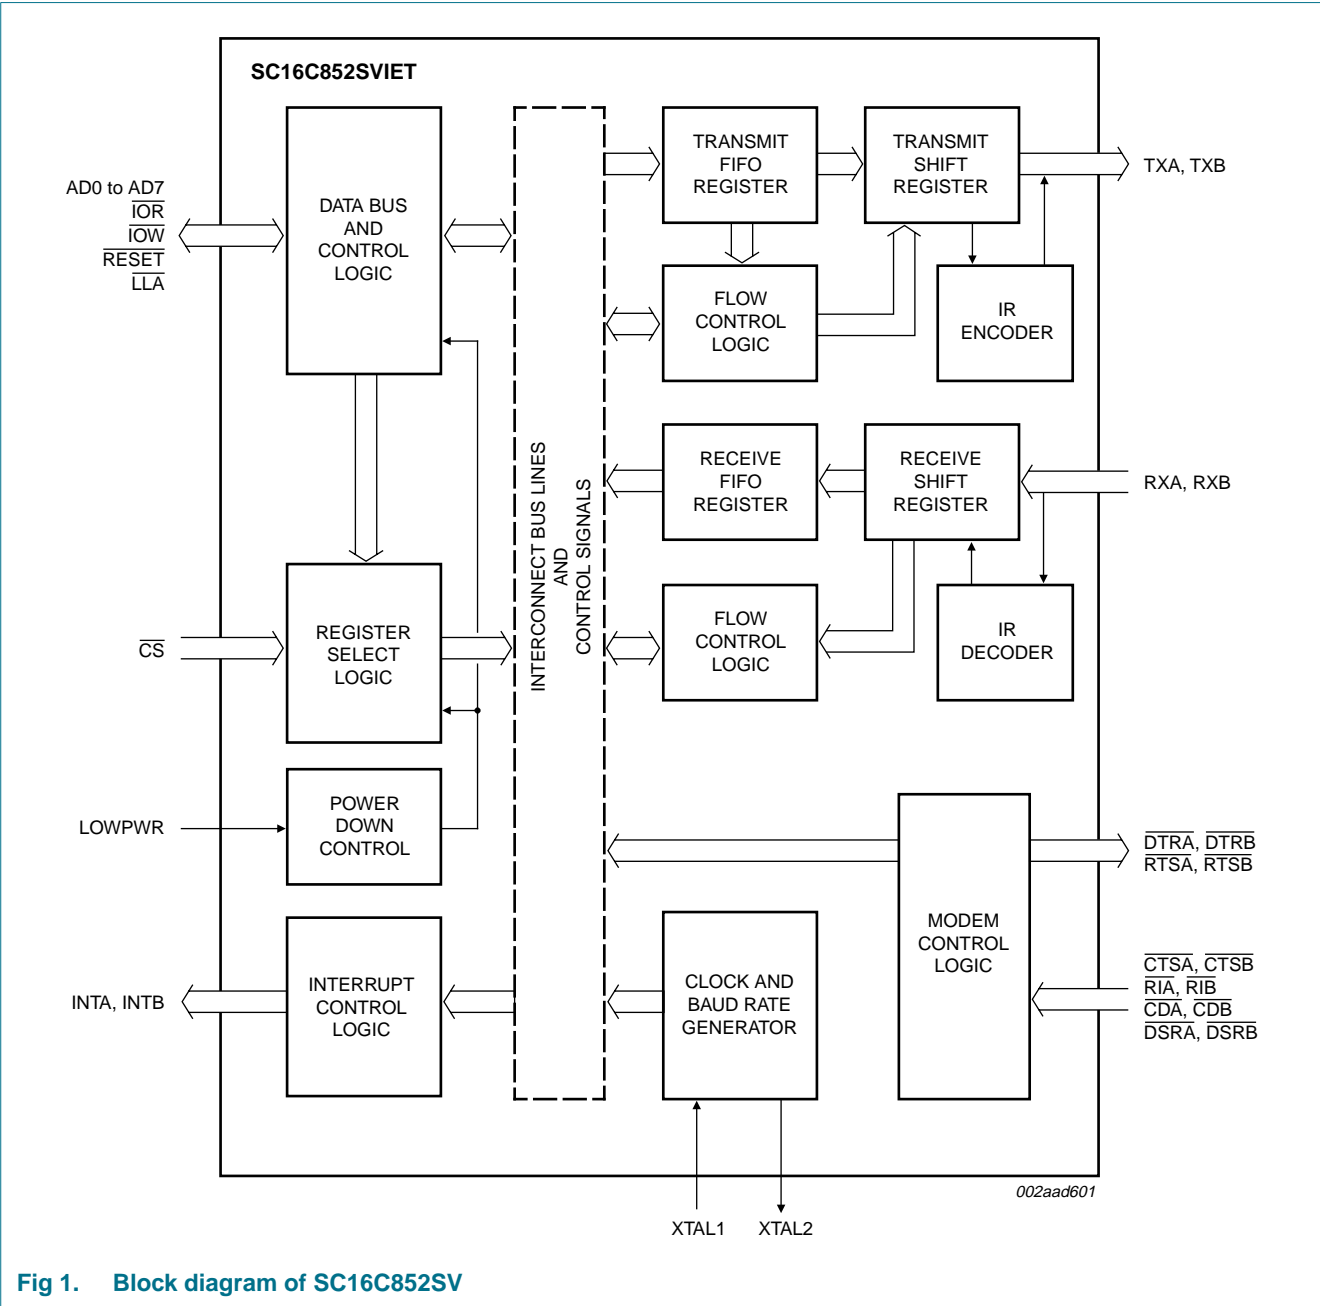 SC16C852SVIET
AD0 to AD7
IOR
IOW
RESET
LLA
DATA BUS
AND
CONTROL
LOGIC
TRANSMIT
FIFO
REGISTER
TRANSMIT
SHIFT
REGISTER
TXA, TXB
FLOW
CONTROL
LOGIC
IR
ENCODER
INTERCONNECT BUS LINES
AND
CONTROL SIGNALS
RECEIVE
FIFO
REGISTER
RECEIVE
SHIFT
REGISTER
RXA, RXB
CS
REGISTER
SELECT
LOGIC
FLOW
CONTROL
LOGIC
IR
DECODER
LOWPWR
POWER
DOWN
CONTROL
DTRA, DTRB
RTSA, RTSB
MODEM
CONTROL
LOGIC
INTA, INTB
INTERRUPT
CONTROL
LOGIC
CLOCK AND
BAUD RATE
GENERATOR
CTSA, CTSB
RIA, RIB
CDA, CDB
DSRA, DSRB
XTAL1
XTAL2
002aad601
Fig 1. Block diagram of SC16C852SV